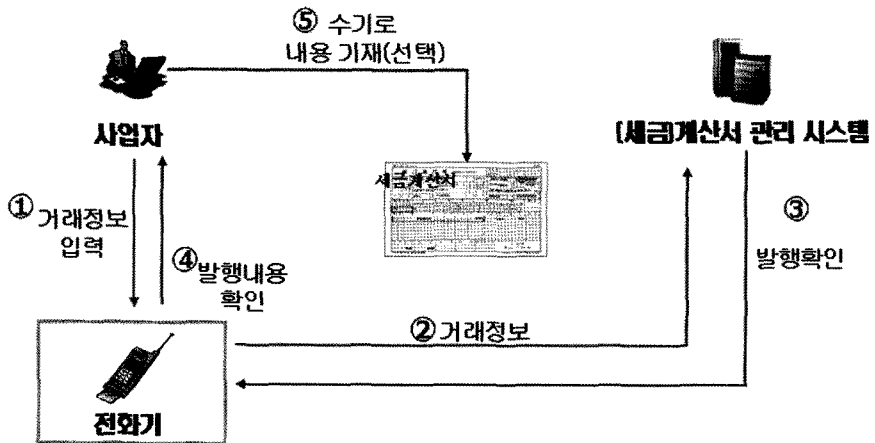 ⑤ 수기로
내용 기재(선택)
사업자
(세금)계산서 관리 시스템
세금계산서
① 거래정보
입력
④ 발행내용
확인
③
발행확인
② 거래정보
전화기